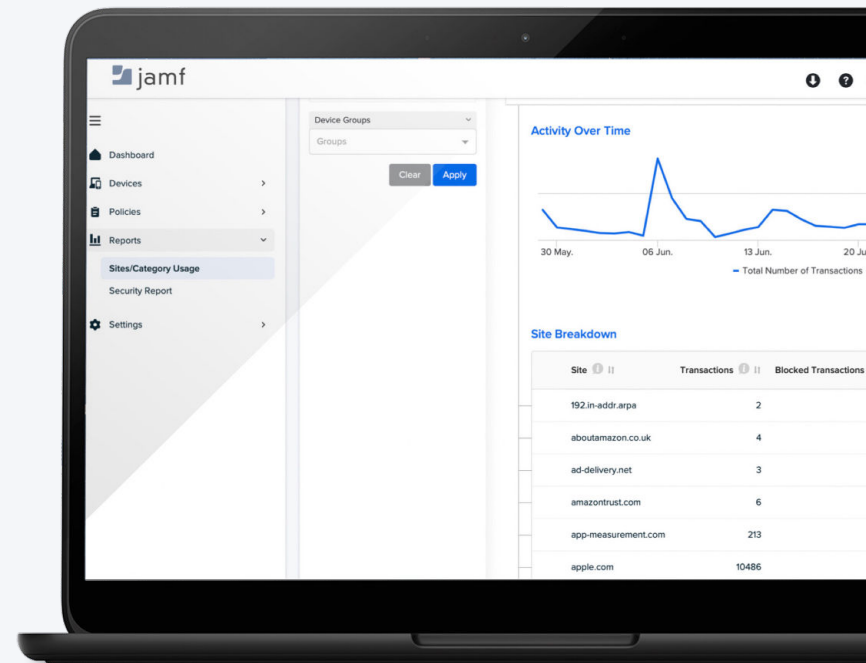 jamf
Dashboard
Devices
Policies
Reports
Sites/Category Usage
Security Report
Settings
Device Groups
Groups
Clear Apply
Activity Over Time
30 May. 06 Jun. 13 Jun. 20 Ju
Total Number of Transactions
Site Breakdown
Site Transactions Blocked Transactions
192.in-addr.arpa 2
aboutamazon.co.uk 4
ad-delivery.net 3
amazontrust.com 6
app-measurement.com 213
apple.com 10486